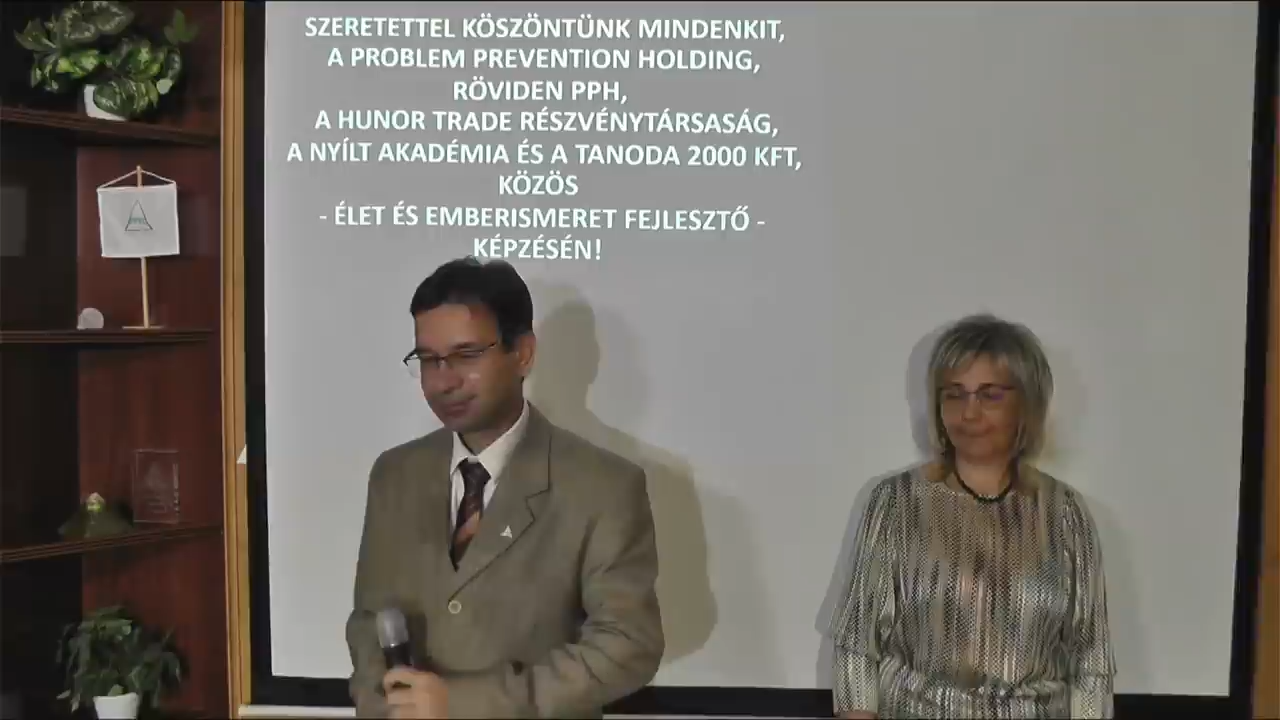 SZERETETTEL KÖSZÖNTÜNK MINDENKIT,
A PROBLEM PREVENTION HOLDING,
RÖVIDEN PPH,
A HUNOR TRADE RÉSZVÉNYTÁRSASÁG,
A NYÍLT AKADÉMIA ÉS A TANODA 2000 KFT,
KÖZÖS
- ÉLET ÉS EMBERISMERET FEJLESZTŐ -
KÉPZÉSÉN!